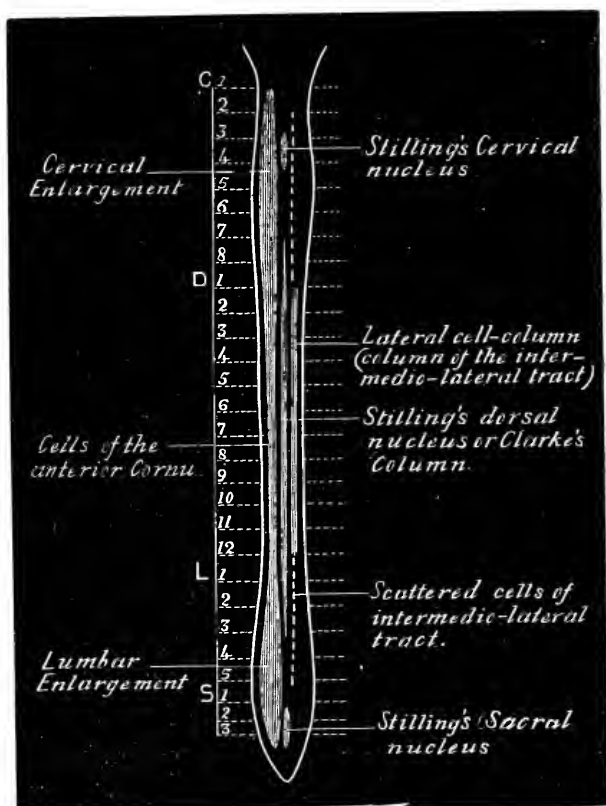 C 1
2
3
4
5
6
7
8
D 1
2
3
4
5
6
7
8
9
10
11
12
L 1
2
3
4
5
S 1
2
3
Cervical
Enlargement
Cells of the
anterior Cornu
Lumbar
Enlargement
Stilling's Cervical
nucleus
Lateral cell-column
(column of the inter-
medio-lateral tract)
Stilling's dorsal
nucleus or Clarke's
Column.
Scattered cells of
intermedio-lateral
tract.
Stilling's Sacral
nucleus